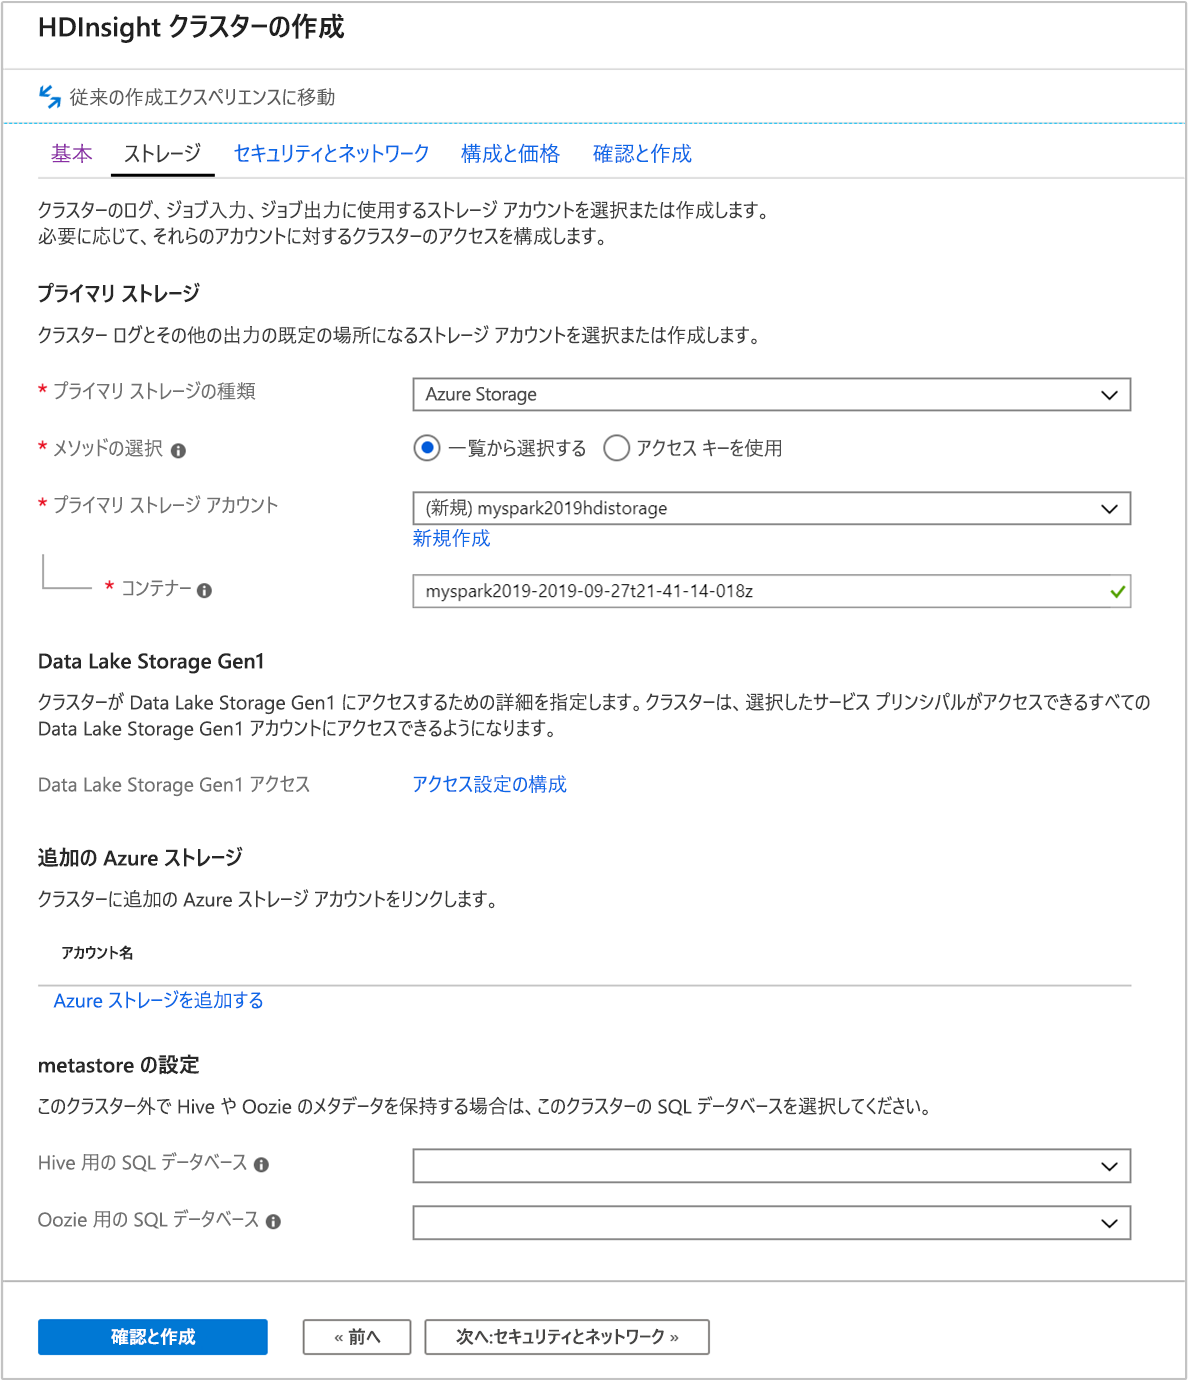 HDInsight クラスターの作成
従来の作成エクスペリエンスに移動
基本 ストレージ セキュリティとネットワーク 構成と価格 確認と作成
クラスターのログ、ジョブ入力、ジョブ出力に使用するストレージ アカウントを選択または作成します。
必要に応じて、それらのアカウントに対するクラスターのアクセスを構成します。
プライマリ ストレージ
クラスター ログとその他の出力の既定の場所になるストレージ アカウントを選択または作成します。
* プライマリ ストレージの種類 Azure Storage
* メソッドの選択 一覧から選択する アクセス キーを使用
* プライマリ ストレージ アカウント (新規) myspark2019hdistorage
新規作成
* コンテナー myspark2019-2019-09-27t21-41-14-018z
Data Lake Storage Gen1
クラスターが Data Lake Storage Gen1 にアクセスするための詳細を指定します。クラスターは、選択したサービス プリンシパルがアクセスできるすべての
Data Lake Storage Gen1 アカウントにアクセスできるようになります。
Data Lake Storage Gen1 アクセス アクセス設定の構成
追加の Azure ストレージ
クラスターに追加の Azure ストレージ アカウントをリンクします。
アカウント名
Azure ストレージを追加する
metastore の設定
このクラスター外で Hive や Oozie のメタデータを保持する場合は、このクラスターの SQL データベースを選択してください。
Hive 用の SQL データベース
Oozie 用の SQL データベース
確認と作成 « 前へ 次へ:セキュリティとネットワーク »